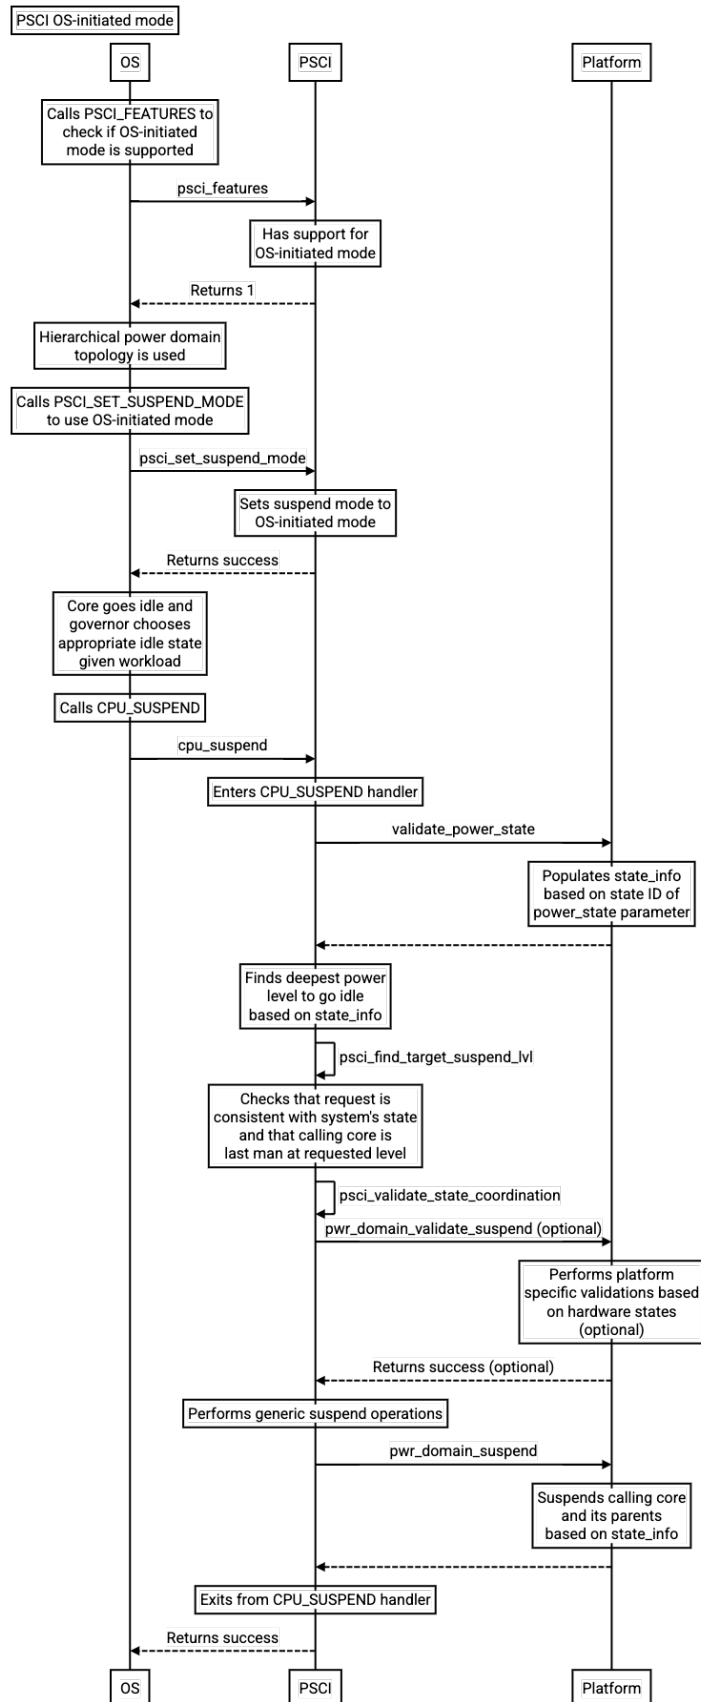 PSCI OS-initiated mode
OS
PSCI
Platform
Calls PSCI_FEATURES to
check if OS-initiated
mode is supported
psci_features
Has support for
OS-initiated mode
Returns 1
Hierarchical power domain
topology is used
Calls PSCI_SET_SUSPEND_MODE
to use OS-initiated mode
psci_set_suspend_mode
Sets suspend mode to
OS-initiated mode
Returns success
Core goes idle and
governor chooses
appropriate idle state
given workload
Calls CPU_SUSPEND
cpu_suspend
Enters CPU_SUSPEND handler
validate_power_state
Populates state_info
based on state ID of
power_state parameter
Finds deepest power
level to go idle
based on state_info
psci_find_target_suspend_lvl
Checks that request is
consistent with system's state
and that calling core is
last man at requested level
psci_validate_state_coordination
pwr_domain_validate_suspend (optional)
Performs platform
specific validations based
on hardware states
(optional)
Returns success (optional)
Performs generic suspend operations
pwr_domain_suspend
Suspends calling core
and its parents
based on state_info
Exits from CPU_SUSPEND handler
Returns success
OS
PSCI
Platform